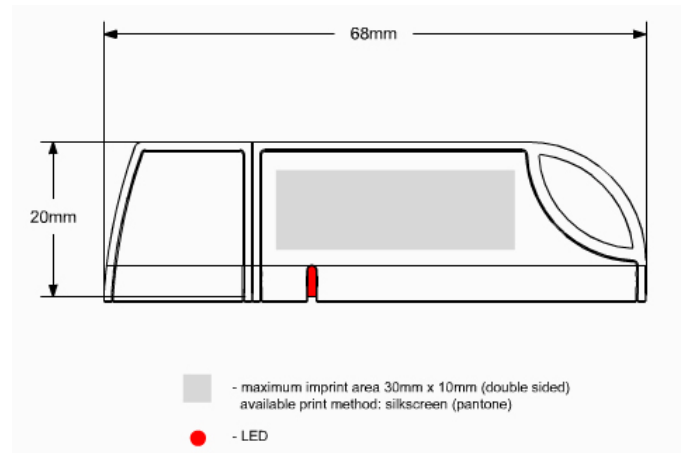 68mm
20mm
- maximum imprint area 30mm x 10mm (double sided)
available print method: silkscreen (pantone)
- LED